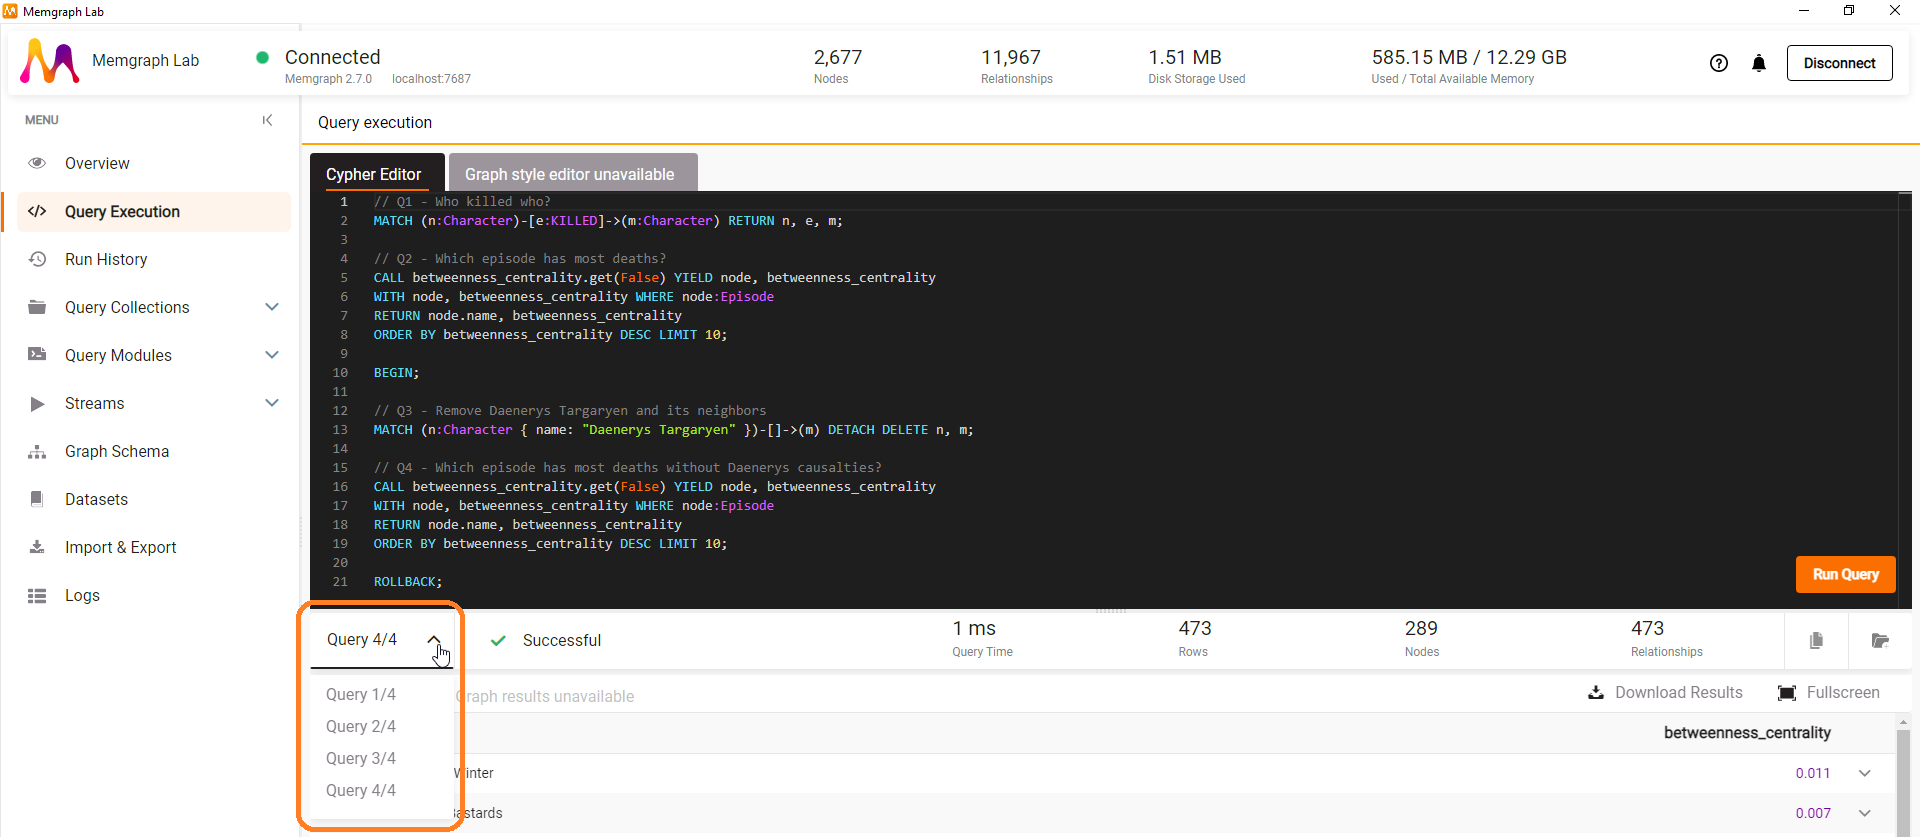 Memgraph Lab
Memgraph Lab
Connected
Memgraph 2.7.0 localhost:7687
2,677
Nodes
11,967
Relationships
1.51 MB
Disk Storage Used
585.15 MB / 12.29 GB
Used / Total Available Memory
Disconnect
MENU
Overview
Query Execution
Run History
Query Collections
Query Modules
Streams
Graph Schema
Datasets
Import & Export
Logs
Query execution
Cypher Editor
Graph style editor unavailable
1 // Q1 - Who killed who?
2 MATCH (n:Character)-[e:KILLED]->(m:Character) RETURN n, e, m;
3
4 // Q2 - Which episode has most deaths?
5 CALL betweenness_centrality.get(False) YIELD node, betweenness_centrality
6 WITH node, betweenness_centrality WHERE node:Episode
7 RETURN node.name, betweenness_centrality
8 ORDER BY betweenness_centrality DESC LIMIT 10;
9
10 BEGIN;
11
12 // Q3 - Remove Daenerys Targaryen and its neighbors
13 MATCH (n:Character { name: "Daenerys Targaryen" })-[]->(m) DETACH DELETE n, m;
14
15 // Q4 - Which episode has most deaths without Daenerys causalties?
16 CALL betweenness_centrality.get(False) YIELD node, betweenness_centrality
17 WITH node, betweenness_centrality WHERE node:Episode
18 RETURN node.name, betweenness_centrality
19 ORDER BY betweenness_centrality DESC LIMIT 10;
20
21 ROLLBACK;
Run Query
Query 4/4
Successful
1 ms
Query Time
473
Rows
289
Nodes
473
Relationships
Query 1/4
Query 2/4
Query 3/4
Query 4/4
raph results unavailable
Download Results
Fullscreen
betweenness_centrality
Winter
0.011
astards
0.007